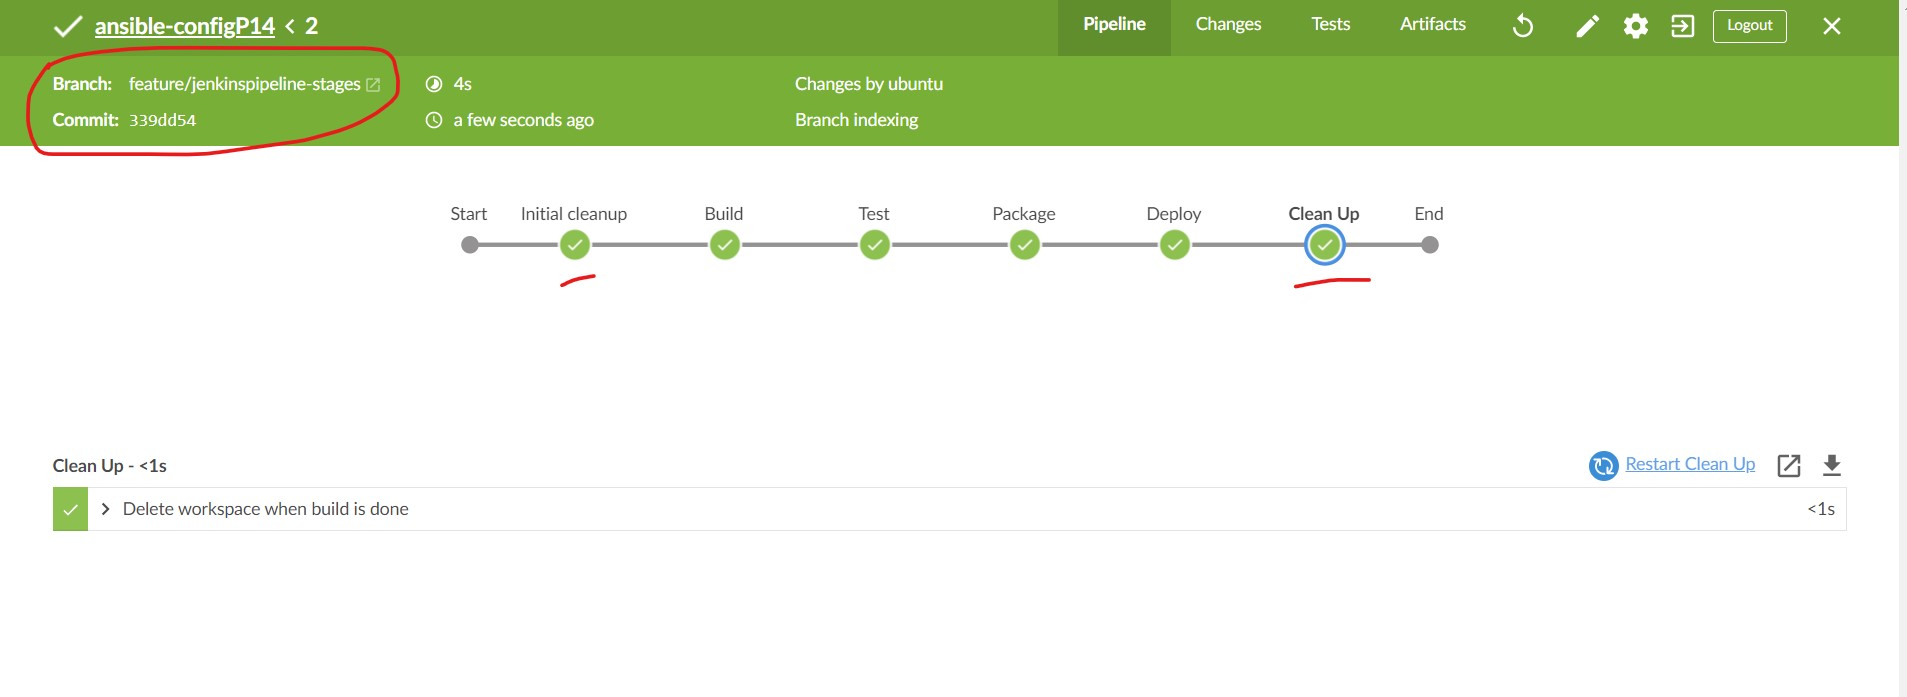 ansible-configP14 < 2
Pipeline Changes Tests Artifacts Logout
Branch: feature/jenkinspipeline-stages
4s
Changes by ubuntu
Commit: 339dd54
a few seconds ago
Branch indexing
Start Initial cleanup Build Test Package Deploy Clean Up End
Clean Up - <1s
Restart Clean Up
Delete workspace when build is done
<1s